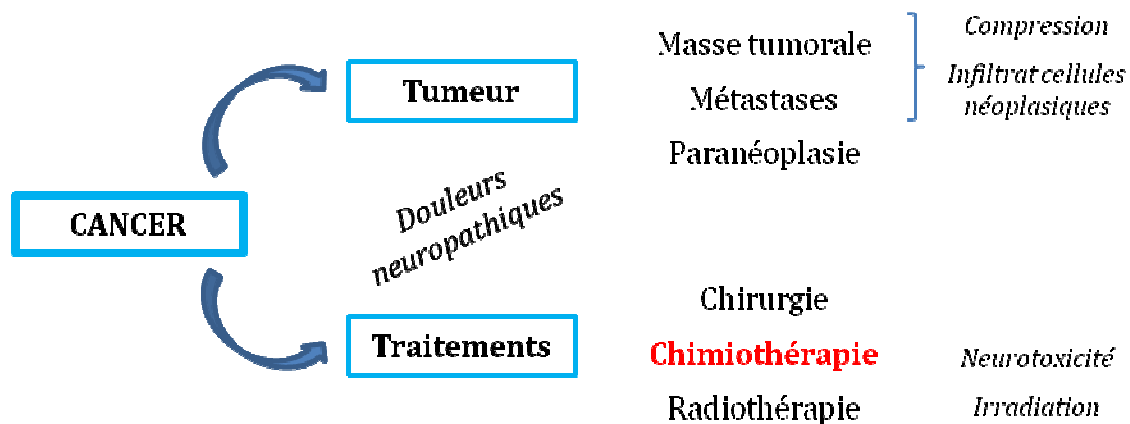 Masse tumorale
Compression
Tumeur
Métastases
Infiltrat cellules
néoplasiques
Paranéoplasie
CANCER
Douleurs
neuropathiques
Chirurgie
Traitements
Chimiothérapie
Neurotoxicité
Radiothérapie
Irradiation